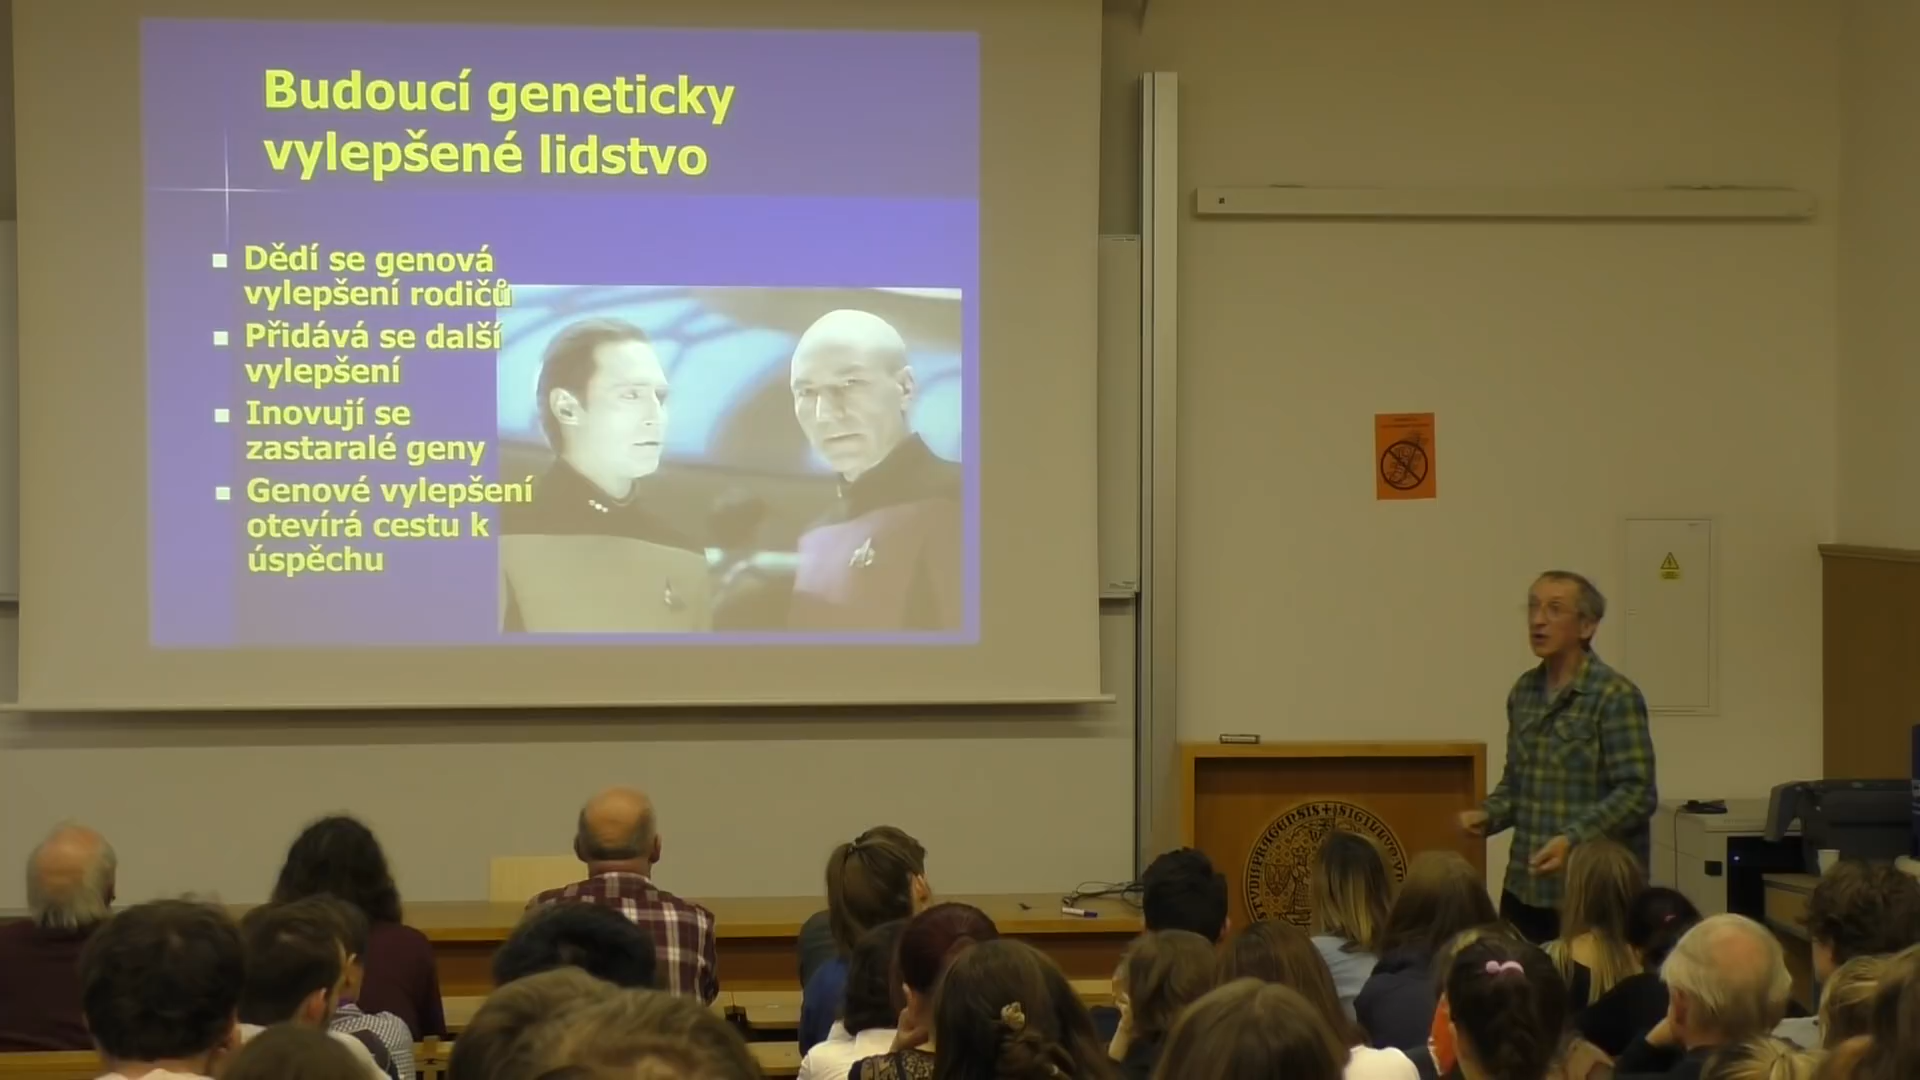 Budoucí geneticky
vylepšené lidstvo
Dědí se genová
vylepšení rodičů
Přidává se další
vylepšení
Inovují se
zastaralé geny
Genové vylepšení
otevírá cestu k
úspěchu